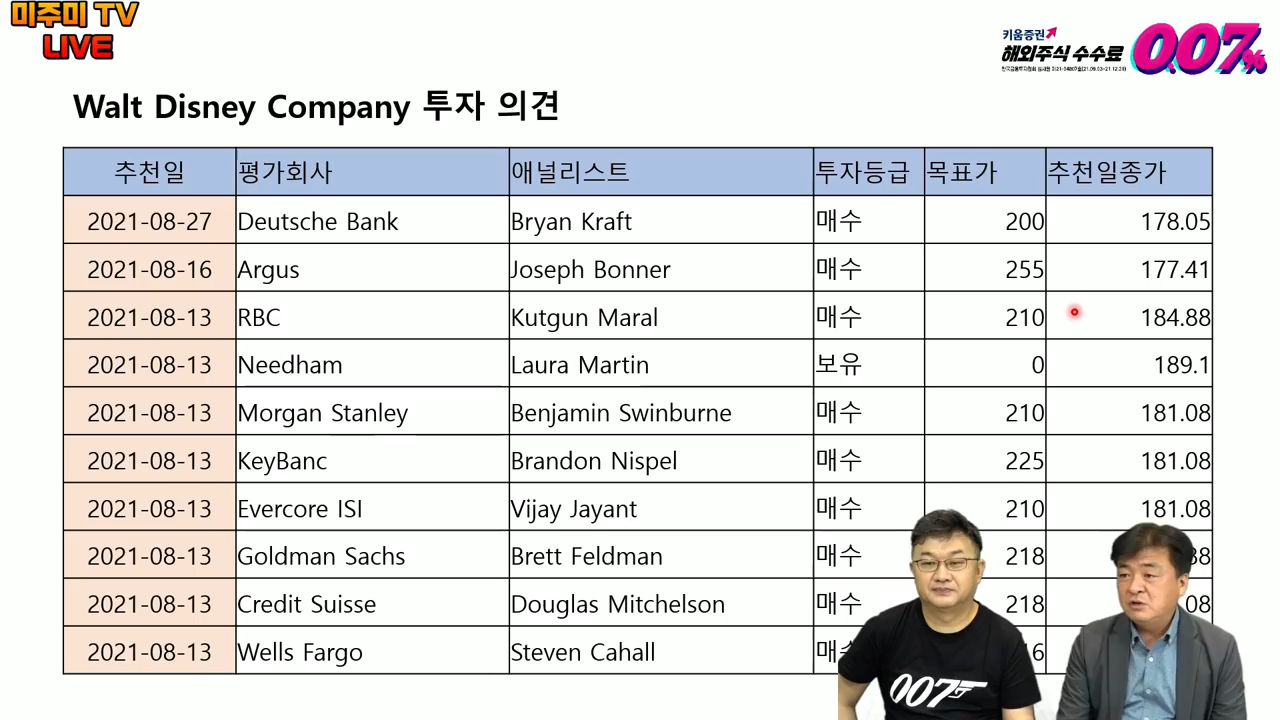 미주미 TV
LIVE
키움증권
해외주식 수수료
0.07%
Walt Disney Company 투자 의견
추천일 평가회사 애널리스트 투자등급 목표가 추천일종가
2021-08-27 Deutsche Bank Bryan Kraft 매수 200 178.05
2021-08-16 Argus Joseph Bonner 매수 255 177.41
2021-08-13 RBC Kutgun Maral 매수 210 184.88
2021-08-13 Needham Laura Martin 보유 0 189.1
2021-08-13 Morgan Stanley Benjamin Swinburne 매수 210 181.08
2021-08-13 KeyBanc Brandon Nispel 매수 225 181.08
2021-08-13 Evercore ISI Vijay Jayant 매수 210 181.08
2021-08-13 Goldman Sachs Brett Feldman 매수 218
2021-08-13 Credit Suisse Douglas Mitchelson 매수 218
2021-08-13 Wells Fargo Steven Cahall
007